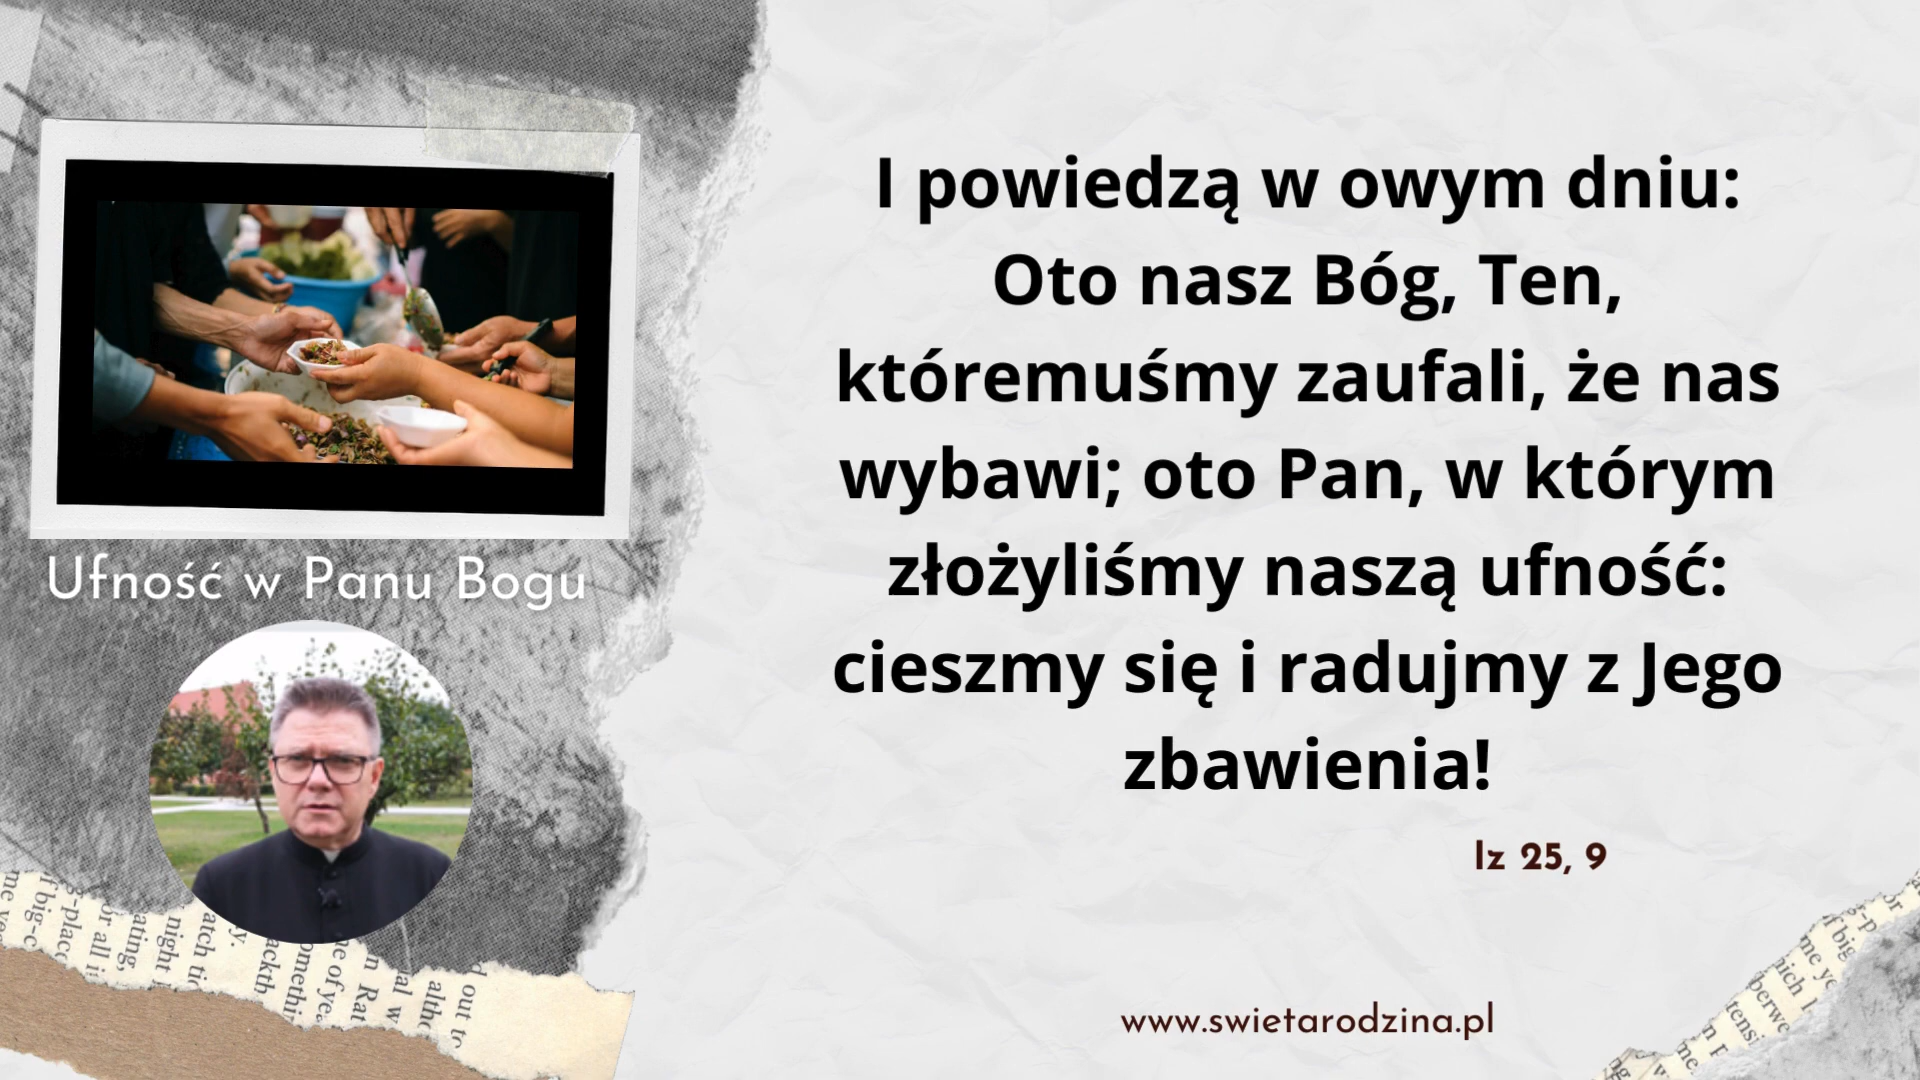 I powiedzą w owym dniu:
Oto nasz Bóg, Ten,
któremuśmy zaufali, że nas
wybawi; oto Pan, w którym
złożyliśmy naszą ufność:
cieszmy się i radujmy z Jego
zbawienia!
Iz 25, 9
www.swietarodzina.pl
Ufność w Panu Bogu